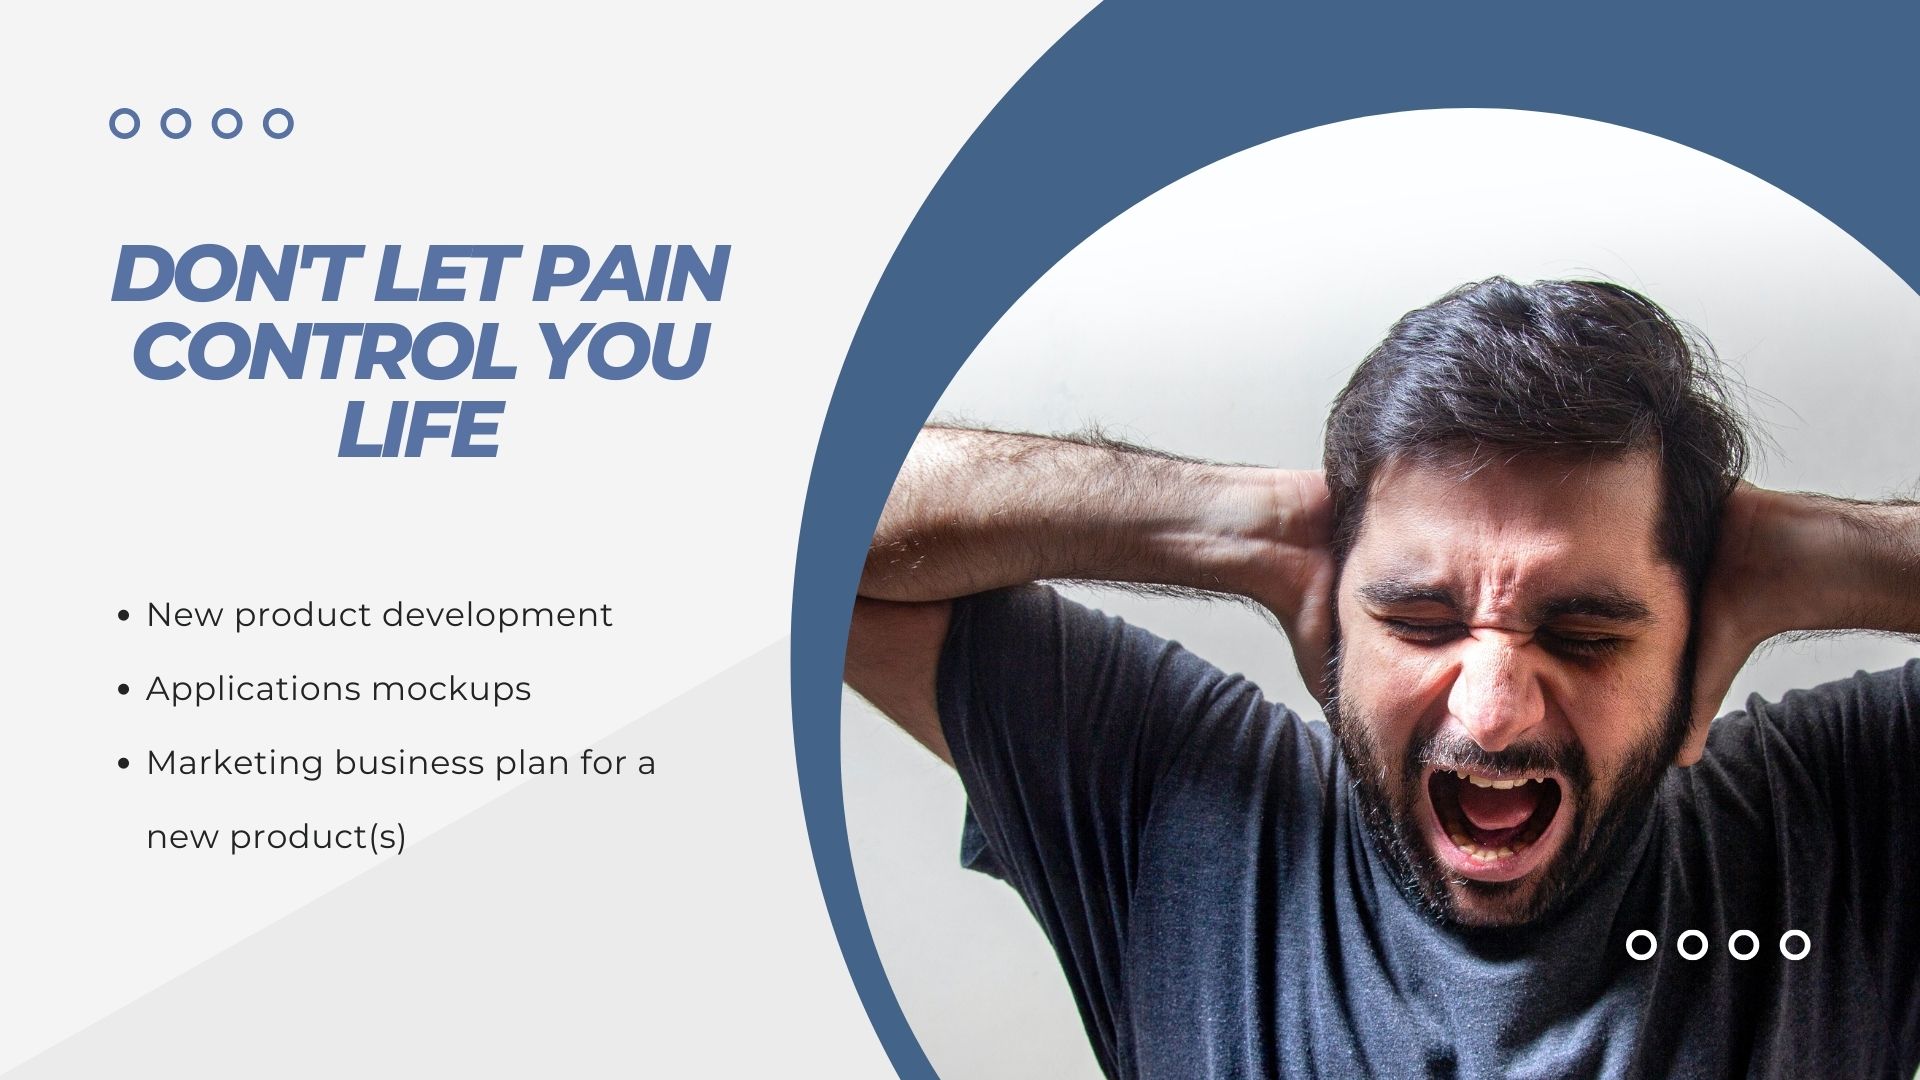 DON'T LET PAIN
CONTROL YOU
LIFE
• New product development
• Applications mockups
• Marketing business plan for a
new product(s)